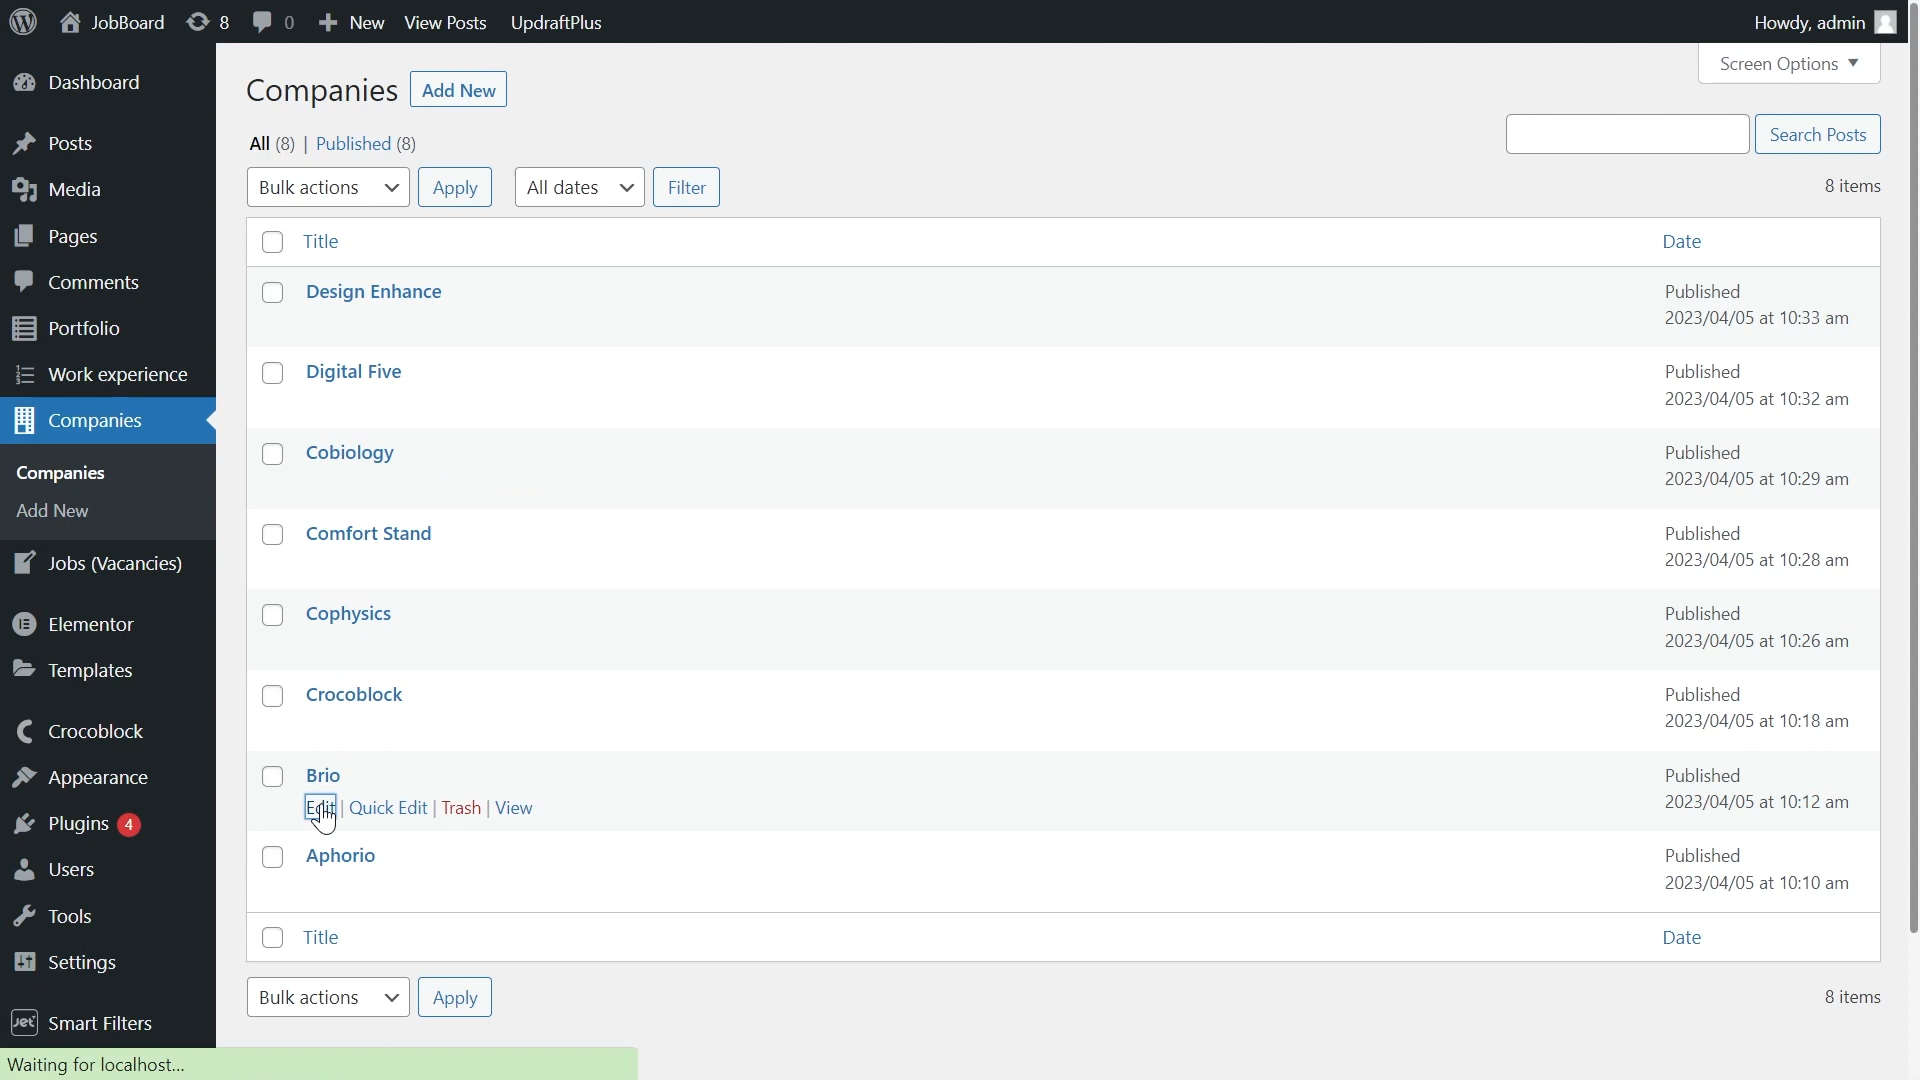 JobBoard 8 0 New View Posts UpdraftPlus Howdy, admin
Screen Options
Dashboard
Posts
Media
Pages
Comments
Portfolio
Work experience
Companies
Companies
Add New
Jobs (Vacancies)
Elementor
Templates
Crocoblock
Appearance
Plugins 4
Users
Tools
Settings
Jet Smart Filters
Companies Add New
All (8) | Published (8)
Search Posts
Bulk actions Apply All dates Filter 8 items
Title Date
Design Enhance Published
2023/04/05 at 10:33 am
Digital Five Published
2023/04/05 at 10:32 am
Cobiology Published
2023/04/05 at 10:29 am
Comfort Stand Published
2023/04/05 at 10:28 am
Cophysics Published
2023/04/05 at 10:26 am
Crocoblock Published
2023/04/05 at 10:18 am
Brio Published
Edit | Quick Edit | Trash | View 2023/04/05 at 10:12 am
Aphorio Published
2023/04/05 at 10:10 am
Title Date
Bulk actions Apply 8 items
Waiting for localhost...